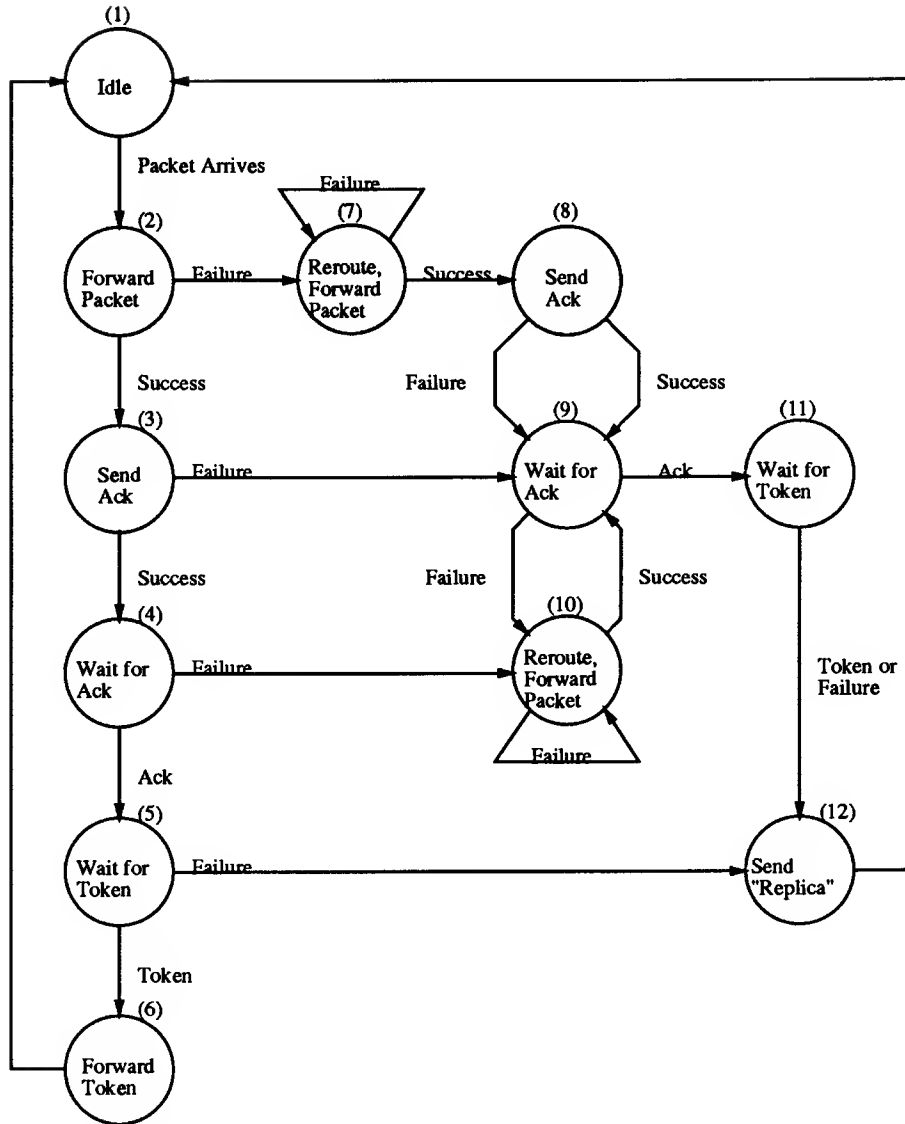 (1)
Idle
Packet Arrives
Failure
(2)
(7)
(8)
Forward
Packet
Failure
Reroute,
Forward
Packet
Success
Send
Ack
Success
Failure
Success
(3)
(9)
(11)
Send
Ack
Failure
Wait for
Ack
Ack
Wait for
Token
Success
Failure
Success
(4)
(10)
Wait for
Ack
Failure
Reroute,
Forward
Packet
Token or
Failure
Failure
Ack
(5)
(12)
Wait for
Token
Failure
Send
"Replica"
Token
(6)
Forward
Token